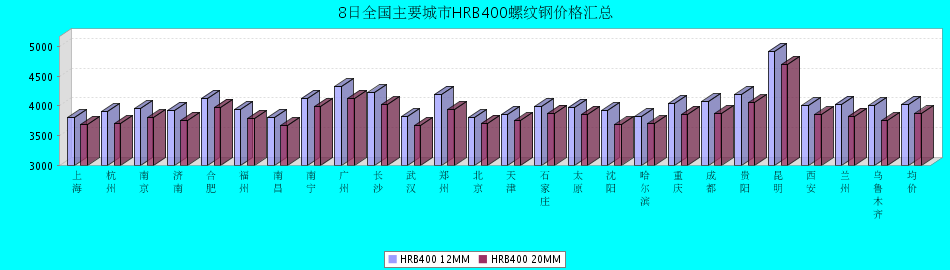 8日全国主要城市HRB400螺纹钢价格汇总
5000
4500
4000
3500
3000
上海
杭州
南京
济南
合肥
福州
南昌
南宁
广州
长沙
武汉
郑州
北京
天津
石家庄
太原
沈阳
哈尔滨
重庆
成都
贵阳
昆明
西安
兰州
乌鲁木齐
均价
HRB400 12MM
HRB400 20MM